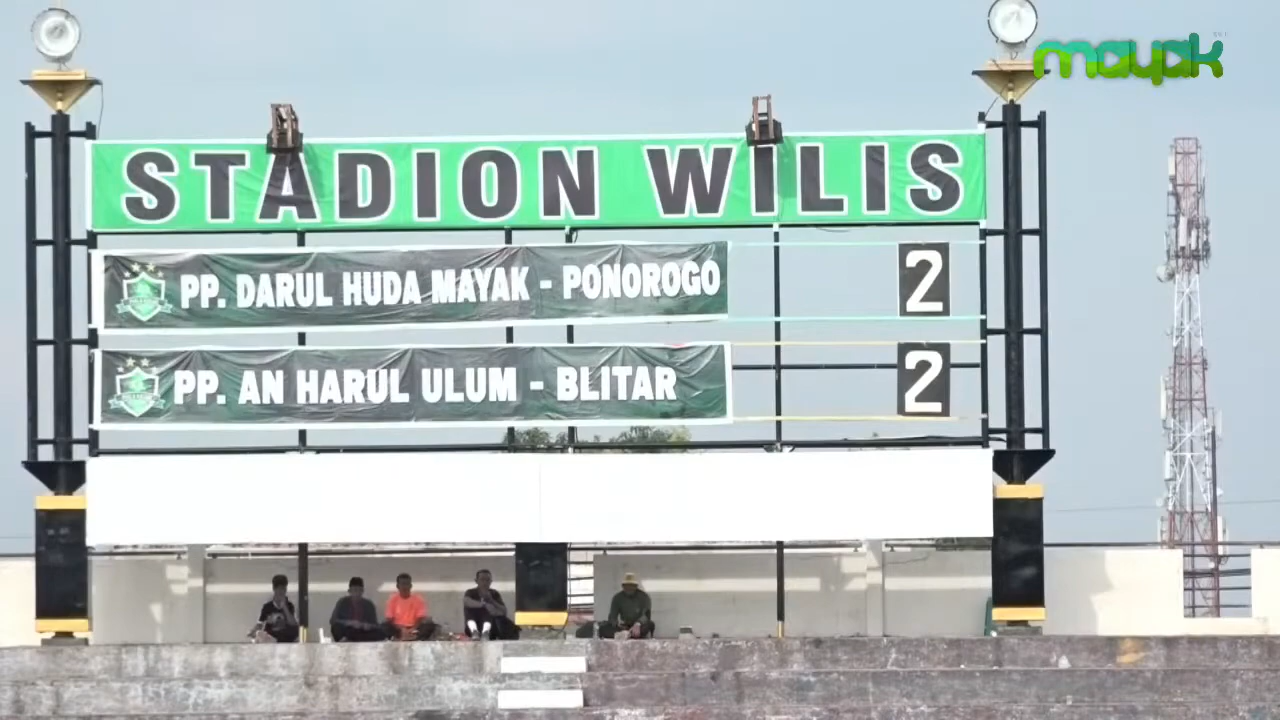 mayak
STADION WILIS
PP. DARUL HUDA MAYAK - PONOROGO 2
PP. AN HARUL ULUM - BLITAR 2